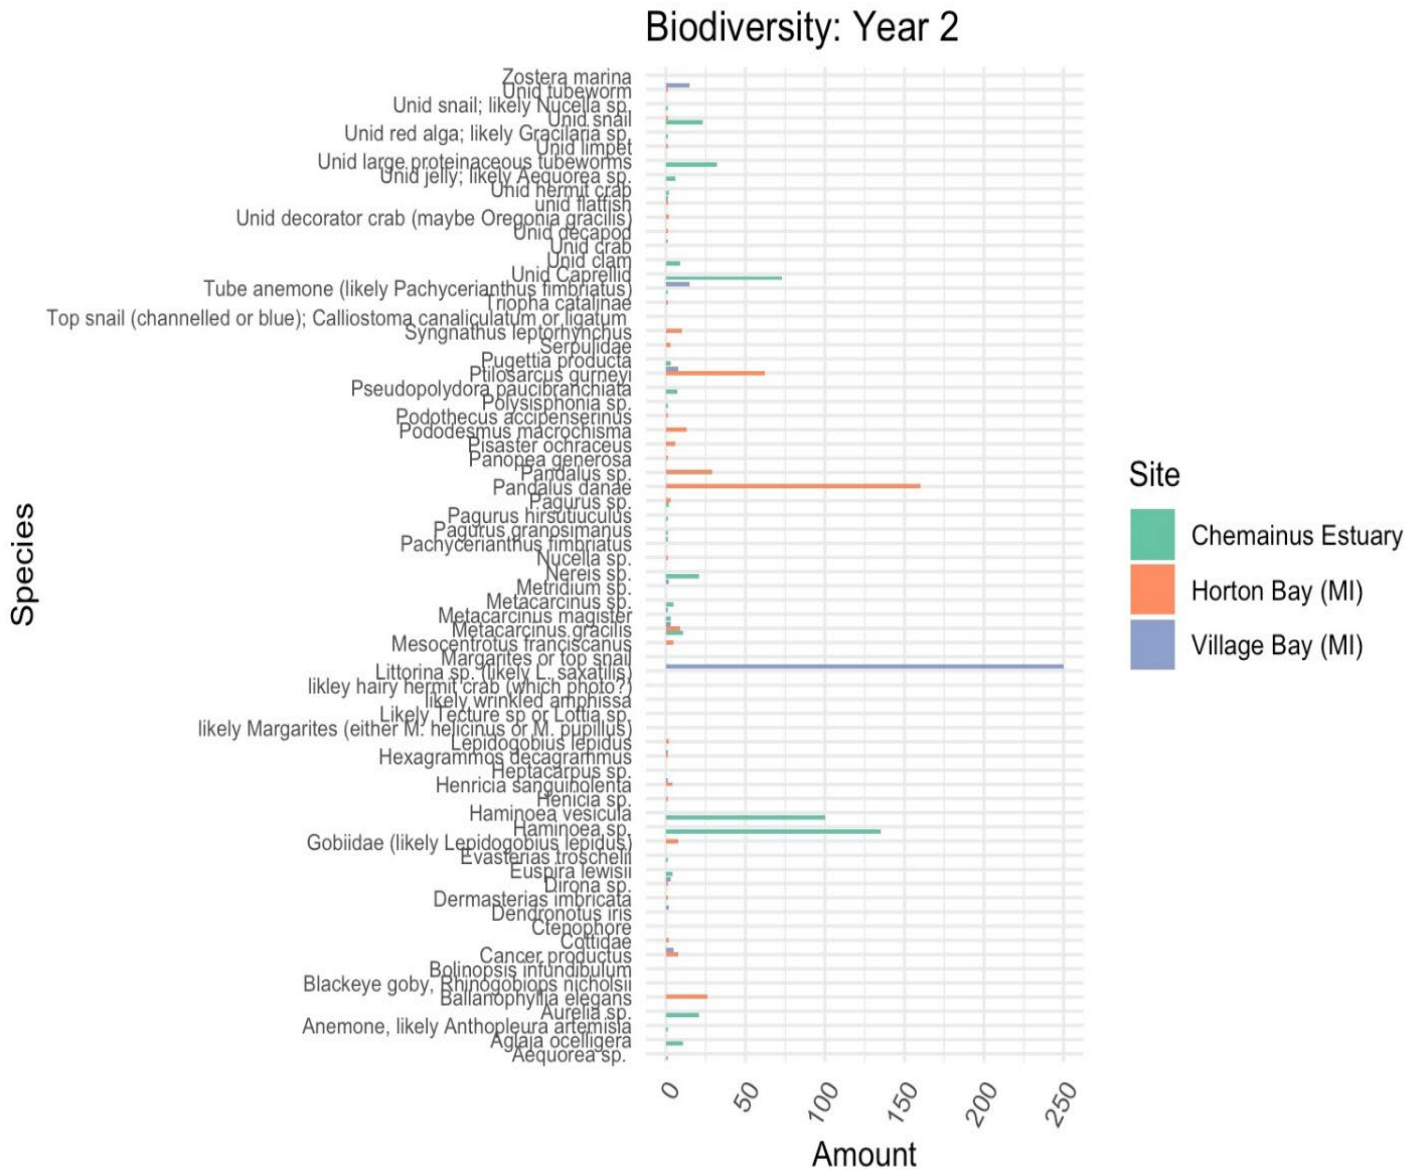 Biodiversity: Year 2
Species
Zostera marina
Unid tubeworm
Unid snail; likely Nucella sp.
Unid snail
Unid red alga; likely Gracilaria sp.
Unid limpet
Unid large proteinaceous tubeworms
Unid jelly; likely Aequorea sp.
Unid hermit crab
unid flatfish
Unid decorator crab (maybe Oregonia gracilis)
Unid decapod
Unid crab
Unid clam
Unid Caprellid
Tube anemone (likely Pachycerianthus fimbriatus)
Triopha catalinae
Top snail (channelled or blue); Calliostoma canaliculatum or ligatum
Syngnathus leptorhynchus
Serpulidae
Pugettia producta
Ptilosarcus gurneyi
Pseudopolydora paucibranchiata
Polysisphonia sp.
Podothecus accipenserinus
Pododesmus macrochisma
Pisaster ochraceus
Panopea generosa
Pandalus sp.
Pandalus danae
Pagurus sp.
Pagurus hirsutiuculus
Pagurus granosimanus
Pachycerianthus fimbriatus
Nucella sp.
Nereis sp.
Metridium sp.
Metacarcinus sp.
Metacarcinus magister
Metacarcinus gracilis
Mesocentrotus franciscanus
Margarites or top snail
Littorina sp. (likely L. saxatilis)
likley hairy hermit crab (which photo?)
likely wrinkled amphissa
Likely Tecture sp or Lottia sp.
likely Margarites (either M. helicinus or M. pupillus)
Lepidogobius lepidus
Hexagrammos decagrammus
Heptacarpus sp.
Henricia sanguinolenta
Henicia sp.
Haminoea vesicula
Haminoea sp.
Gobiidae (likely Lepidogobius lepidus)
Evasterias troschelii
Euspira lewisii
Dirona sp.
Dermasterias imbricata
Dendronotus iris
Ctenophore
Cottidae
Cancer productus
Bolinopsis infundibulum
Blackeye goby, Rhinogobiops nicholsii
Ballanophyllia elegans
Aurelia sp.
Anemone, likely Anthopleura artemisia
Aglaja ocelligera
Aequorea sp.
0 50 100 150 200 250
Amount
Site
Chemainus Estuary
Horton Bay (MI)
Village Bay (MI)